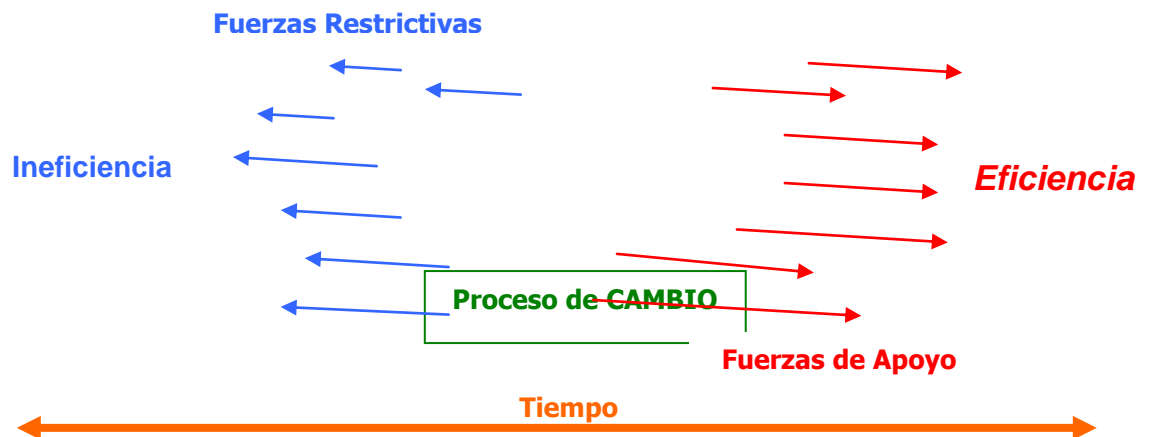 Fuerzas Restrictivas
Ineficiencia
Eficiencia
Proceso de CAMBIO
Fuerzas de Apoyo
Tiempo